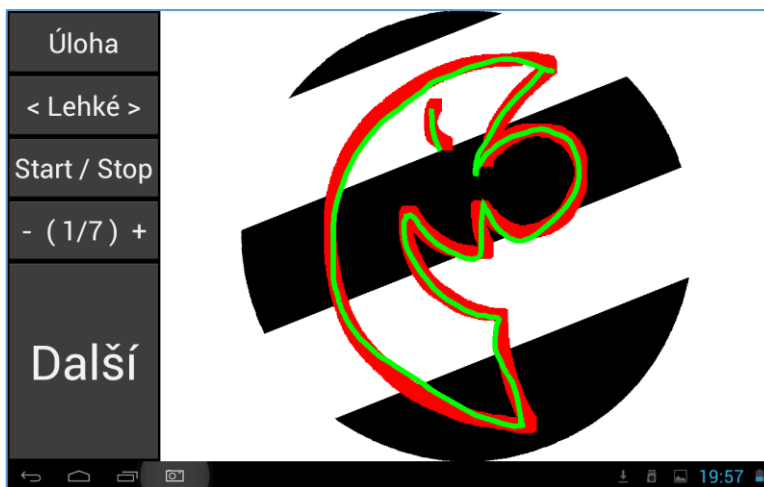 Úloha
< Lehké >
Start / Stop
- ( 1/7 ) +
Další
19:57